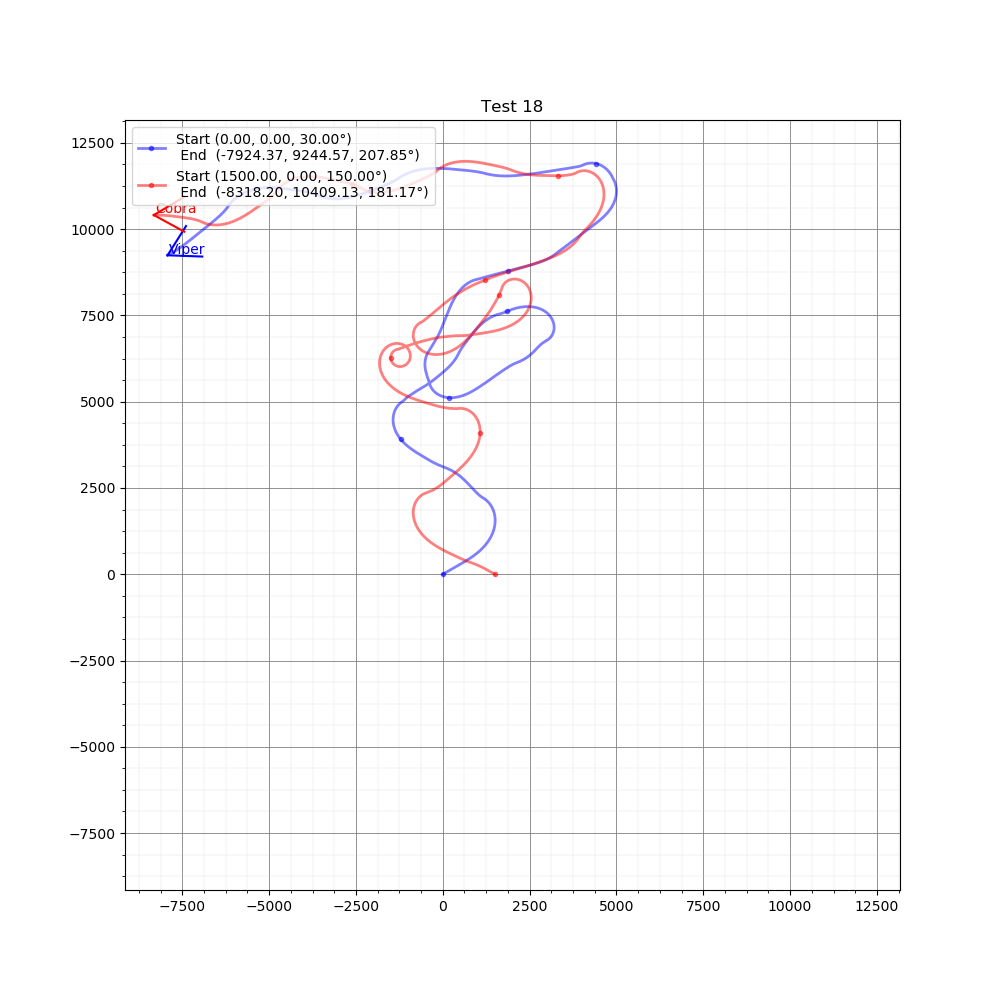 Test 18
Start (0.00, 0.00, 30.00°)
End  (-7924.37, 9244.57, 207.85°)
Start (1500.00, 0.00, 150.00°)
End  (-8318.20, 10409.13, 181.17°)
Cobra
Viper
12500
10000
7500
5000
2500
0
−2500
−5000
−7500
−7500 −5000 −2500 0 2500 5000 7500 10000 12500